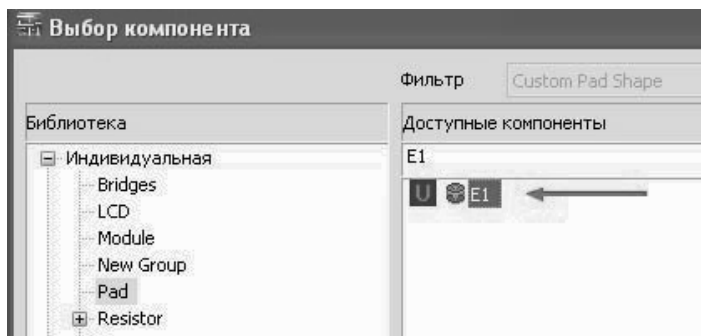 Выбор компонента
Фильтр Custom Pad Shape
Библиотека Доступные компоненты
Индивидуальная E1
Bridges U E1
LCD
Module
New Group
Pad
Resistor